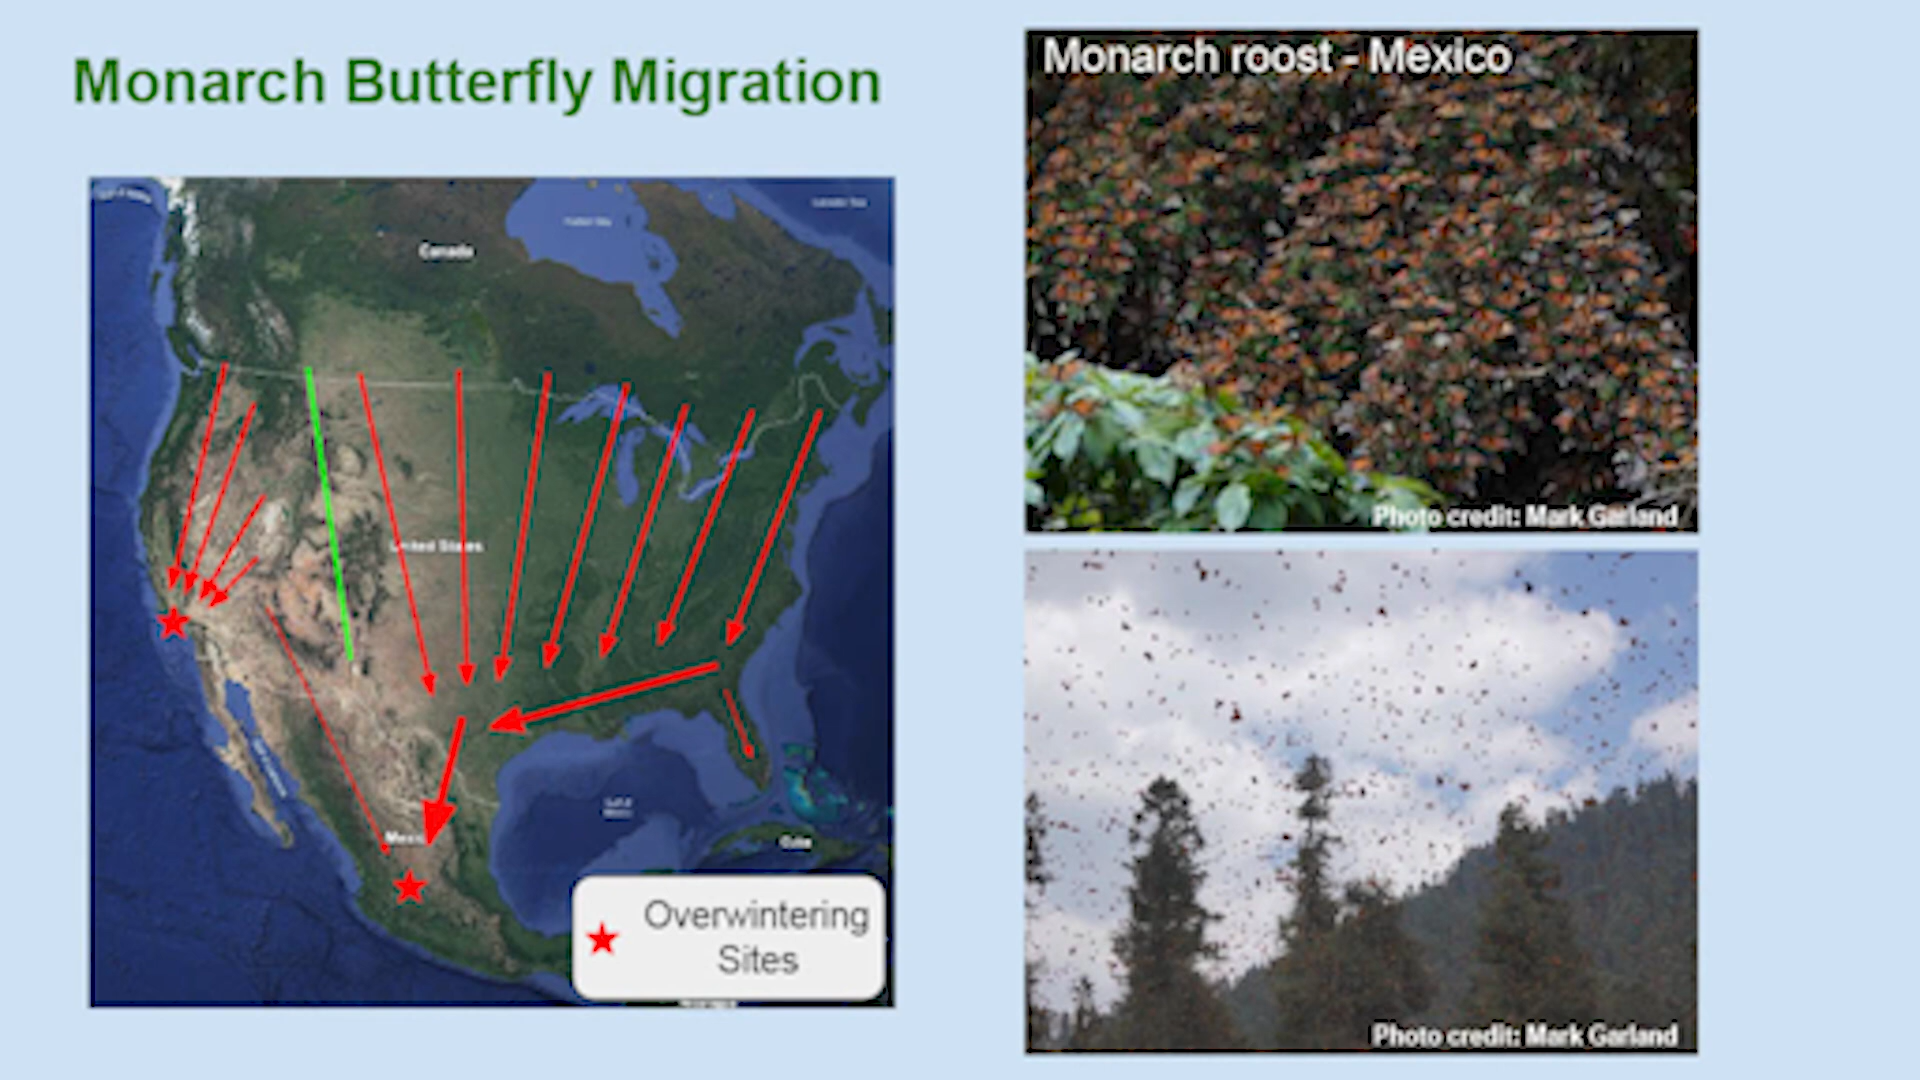 Monarch Butterfly Migration
Monarch roost - Mexico
Canada
United States
Mexico
Cuba
Overwintering
Sites
Photo credit: Mark Garland
Photo credit: Mark Garland